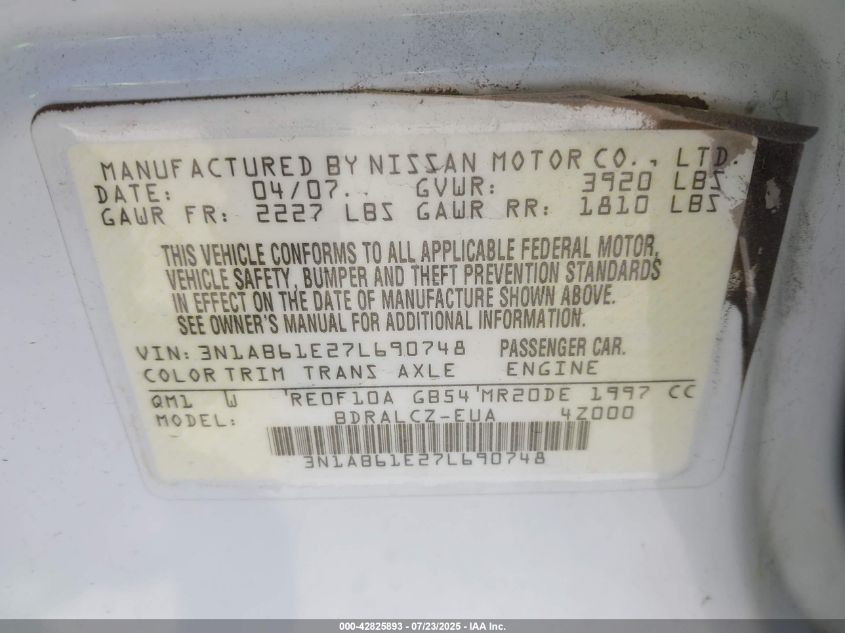 MANUFACTURED BY NISSAN MOTOR CO., LTD.
DATE: 04/07. GVWR: 3920 LBS
GAWR FR: 2227 LBS GAWR RR: 1810 LBS
THIS VEHICLE CONFORMS TO ALL APPLICABLE FEDERAL MOTOR,
VEHICLE SAFETY, BUMPER AND THEFT PREVENTION STANDARDS
IN EFFECT ON THE DATE OF MANUFACTURE SHOWN ABOVE.
SEE OWNER'S MANUAL FOR ADDITIONAL INFORMATION.
VIN: 3N1AB61E27L690748 PASSENGER CAR.
COLOR TRIM TRANS AXLE ENGINE
QM1 W 'RE0F10A GB54'MR20DE 1997 CC
MODEL: BDRALCZ-EUA 4Z000
3N1AB61E27L690748
000-42825893 - 07/23/2025 - IAA Inc.